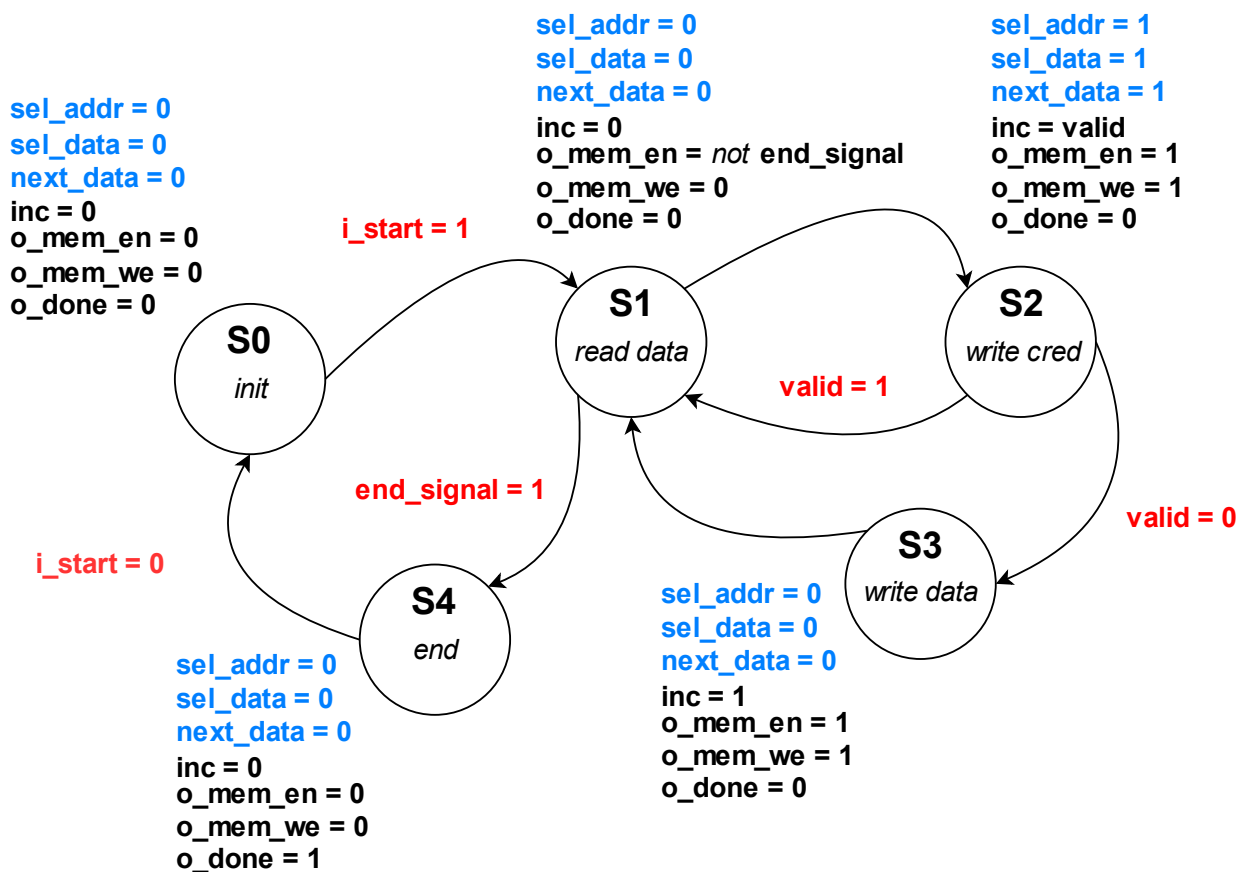 sel_addr = 0
sel_data = 0
next_data = 0
inc = 0
o_mem_en = 0
o_mem_we = 0
o_done = 0
i_start = 1
sel_addr = 0
sel_data = 0
next_data = 0
inc = 0
o_mem_en = not end_signal
o_mem_we = 0
o_done = 0
sel_addr = 1
sel_data = 1
next_data = 1
inc = valid
o_mem_en = 1
o_mem_we = 1
o_done = 0
S0
init
S1
read data
S2
write cred
valid = 1
end_signal = 1
valid = 0
i_start = 0
S3
write data
S4
end
sel_addr = 0
sel_data = 0
next_data = 0
inc = 1
o_mem_en = 1
o_mem_we = 1
o_done = 0
sel_addr = 0
sel_data = 0
next_data = 0
inc = 0
o_mem_en = 0
o_mem_we = 0
o_done = 1